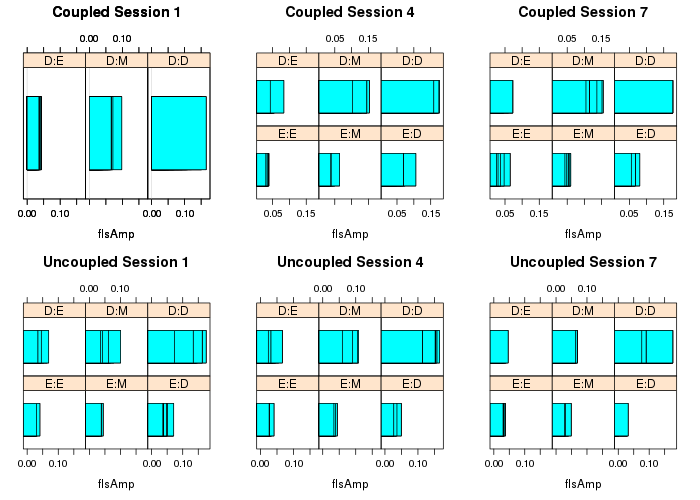 Coupled Session 1
Coupled Session 4
Coupled Session 7
0.00 0.10
0.05 0.15
0.05 0.15
D:E D:M D:D
D:E D:M D:D
D:E D:M D:D
E:E E:M E:D
E:E E:M E:D
0.00 0.10 0.00 0.10
0.05 0.15 0.05 0.15
0.05 0.15 0.05 0.15
flsAmp
flsAmp
flsAmp
Uncoupled Session 1
Uncoupled Session 4
Uncoupled Session 7
0.00 0.10
0.00 0.10
0.00 0.10
D:E D:M D:D
D:E D:M D:D
D:E D:M D:D
E:E E:M E:D
E:E E:M E:D
E:E E:M E:D
0.00 0.10 0.00 0.10
0.00 0.10 0.00 0.10
0.00 0.10 0.00 0.10
flsAmp
flsAmp
flsAmp